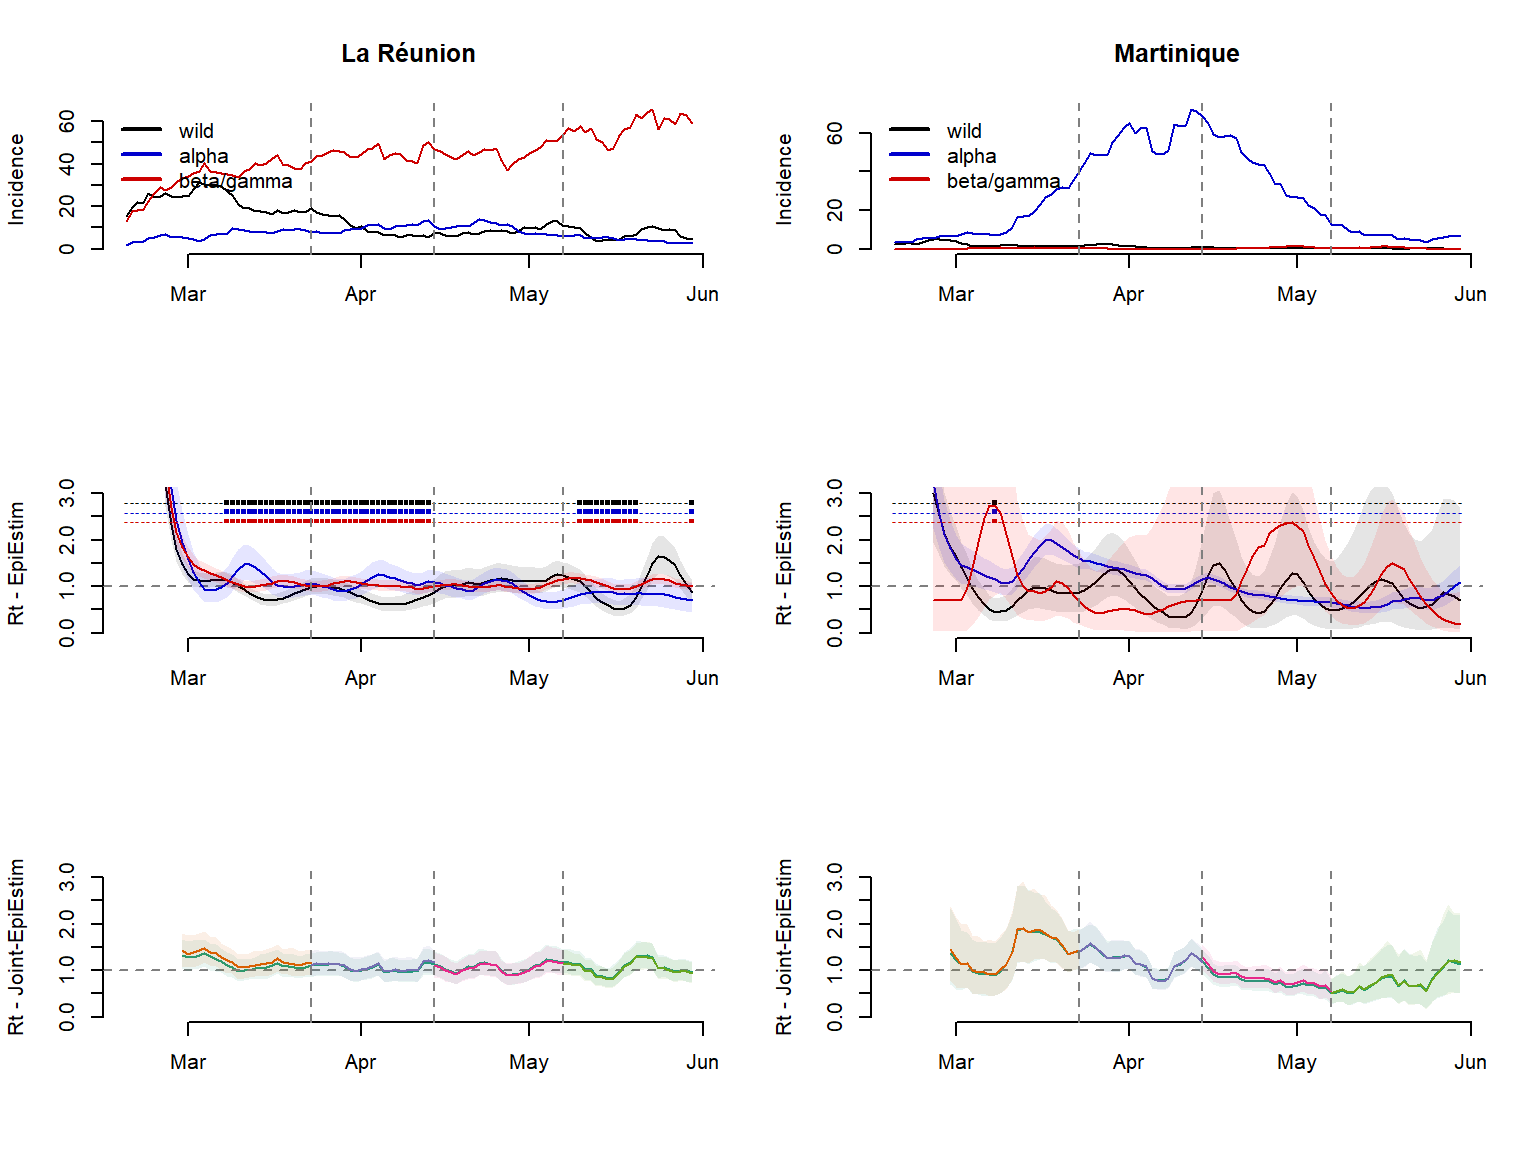 La Réunion
Martinique
Incidence
60
40
20
0
wild
alpha
beta/gamma
Mar
Apr
May
Jun
Incidence
60
20
0
wild
alpha
beta/gamma
Mar
Apr
May
Jun
Rt - EpiEstim
3.0
2.0
1.0
0.0
Mar
Apr
May
Jun
Rt - EpiEstim
3.0
2.0
1.0
0.0
Mar
Apr
May
Jun
Rt - Joint-EpiEstim
3.0
2.0
1.0
0.0
Mar
Apr
May
Jun
Rt - Joint-EpiEstim
3.0
2.0
1.0
0.0
Mar
Apr
May
Jun